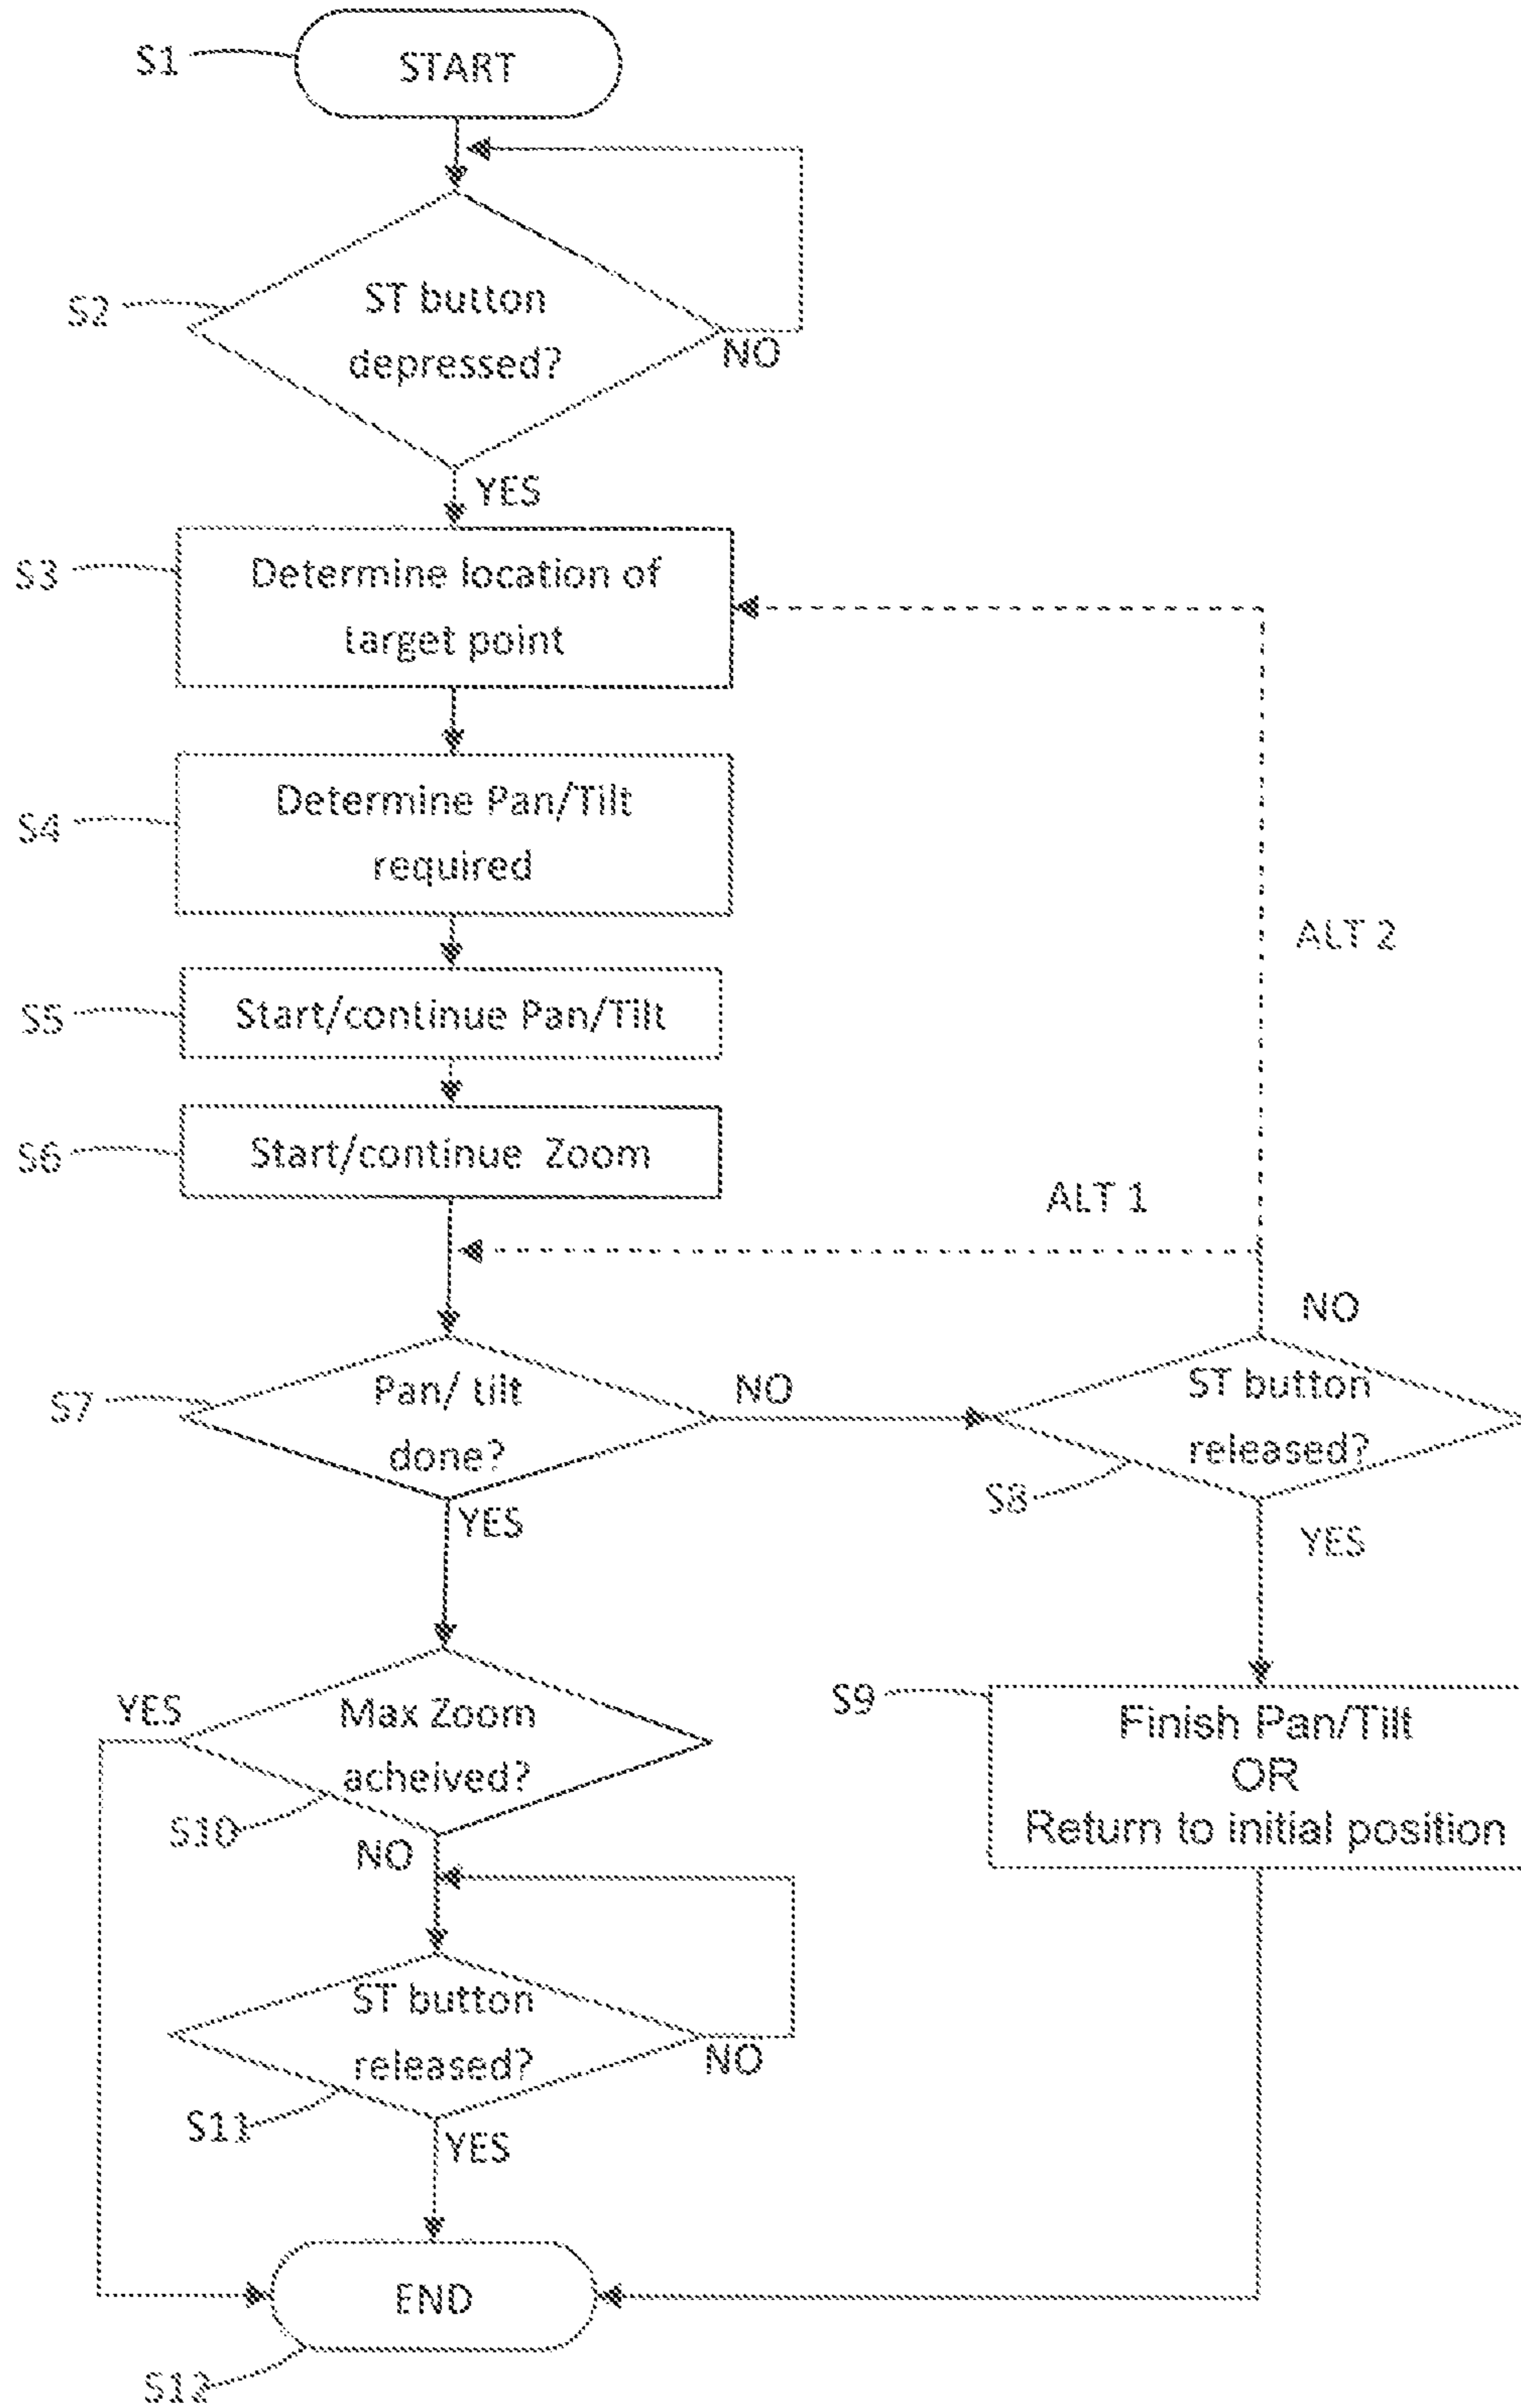 S1
START
S2
ST button
depressed?
NO
YES
S3
Determine location of
target point
S4
Determine Pan/Tilt
required
ALT 2
S5
Start/continue Pan/Tilt
S6
Start/continue Zoom
ALT 1
NO
S7
Pan/ tilt
done?
NO
ST button
released?
S8
YES
YES
S9
Finish Pan/Tilt
OR
Return to initial position
YES
Max Zoom
acheived?
S10
NO
ST button
released?
NO
S11
YES
END
S12